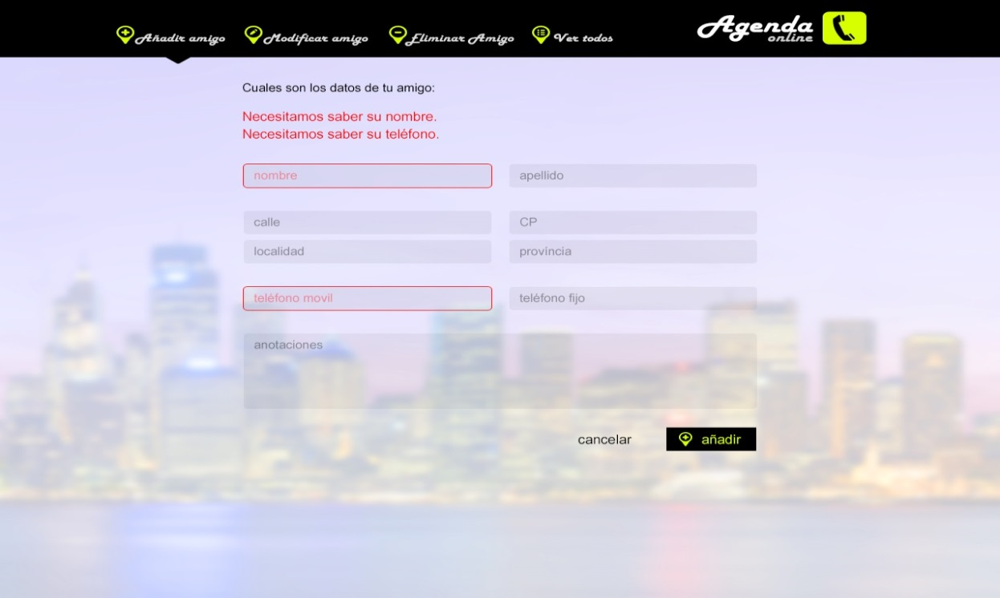 Añadir amigo Modificar amigo Eliminar Amigo Ver todos
Agenda
online
Cuales son los datos de tu amigo:
Necesitamos saber su nombre.
Necesitamos saber su teléfono.
nombre apellido
calle CP
localidad província
teléfono movil teléfono fijo
anotaciones
cancelar añadir